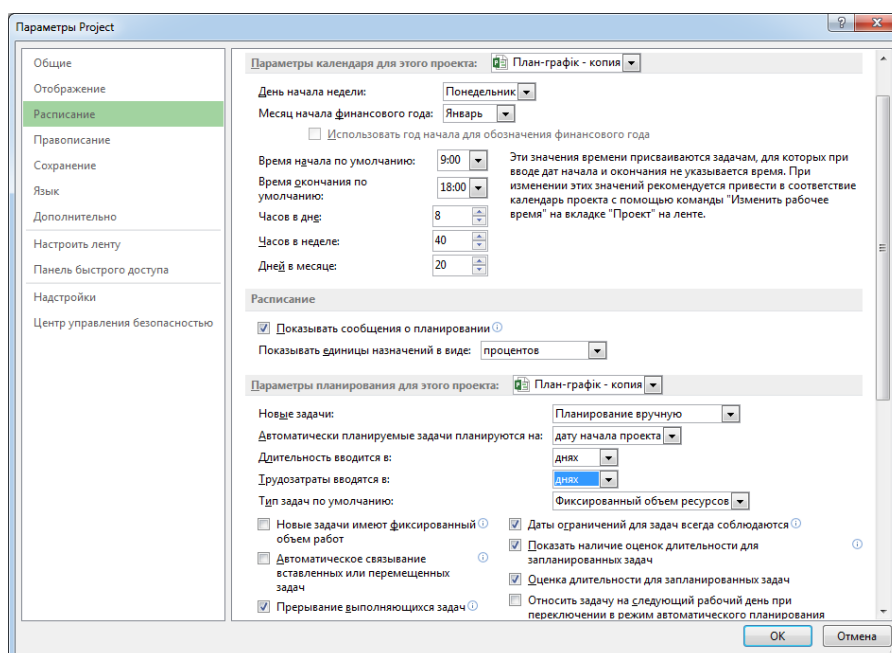 Параметры Project
Общие
Отображение
Расписание
Правописание
Сохранение
Язык
Дополнительно
Настроить ленту
Панель быстрого доступа
Надстройки
Центр управления безопасностью
Параметры календаря для этого проекта: План-графік - копия
День начала недели: Понедельник
Месяц начала финансового года: Январь
Использовать год начала для обозначения финансового года
Время начала по умолчанию: 9:00
Время окончания по
умолчанию: 18:00
Часов в дне: 8
Часов в неделе: 40
Дней в месяце: 20
Эти значения времени присваиваются задачам, для которых при
вводе дат начала и окончания не указывается время. При
изменении этих значений рекомендуется привести в соответствие
календарь проекта с помощью команды "Изменить рабочее
время" на вкладке "Проект" на ленте.
Расписание
Показывать сообщения о планировании
Показывать единицы назначений в виде: процентов
Параметры планирования для этого проекта: План-графік - копия
Новые задачи: Планирование вручную
Автоматически планируемые задачи планируются на: дату начала проекта
Длительность вводится в: днях
Трудозатраты вводятся в: днях
Тип задач по умолчанию: Фиксированный объем ресурсов
Новые задачи имеют фиксированный
объем работ
Автоматическое связывание
вставленных или перемещенных
задач
Прерывание выполняющихся задач
Даты ограничений для задач всегда соблюдаются
Показать наличие оценок длительности для
запланированных задач
Оценка длительности для запланированных задач
Относить задачу на следующий рабочий день при
переключении в режим автоматического планирования
ОК
Отмена